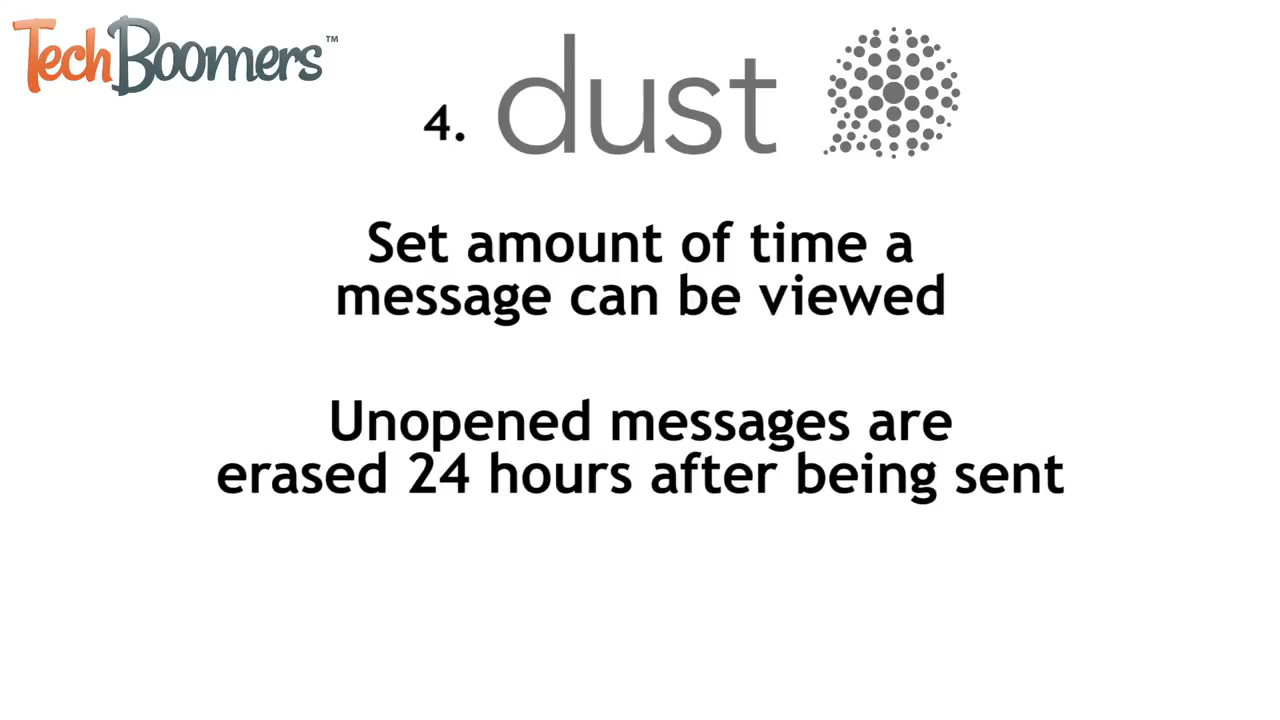 TechBoomers™
4. dust
Set amount of time a
message can be viewed
Unopened messages are
erased 24 hours after being sent